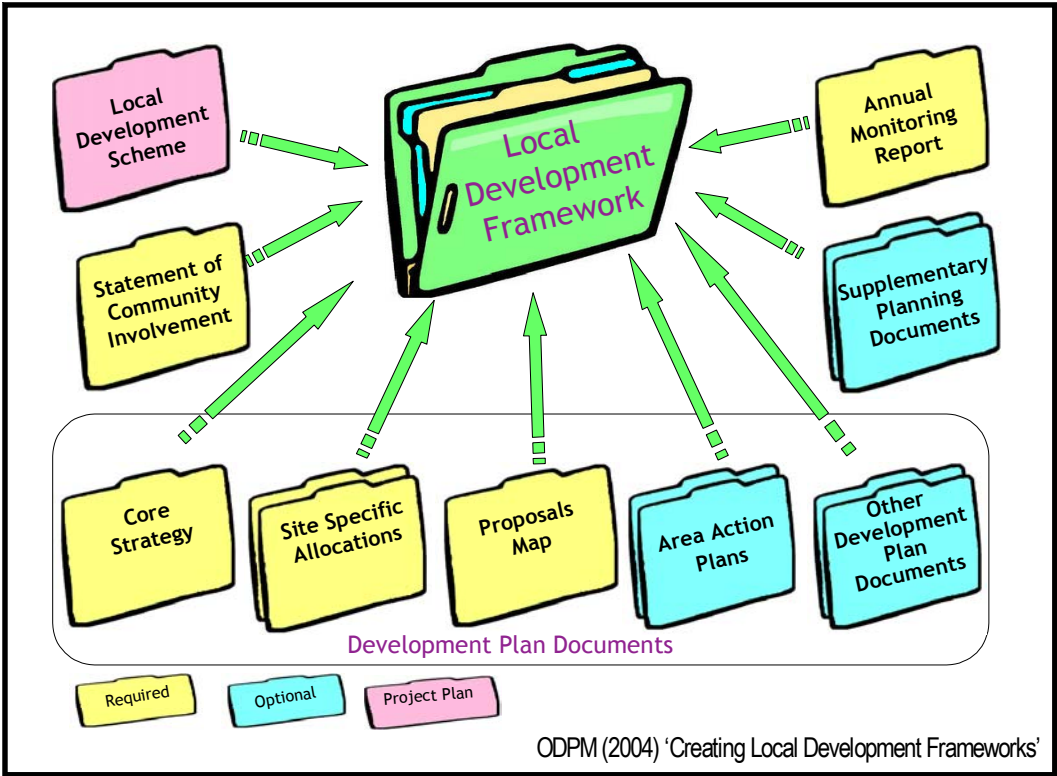 Local
Development
Scheme
Local
Development
Framework
Annual
Monitoring
Report
Statement of
Community
Involvement
Supplementary
Planning
Documents
Core
Strategy
Site Specific
Allocations
Proposals
Map
Area Action
Plans
Other
Development
Plan
Documents
Development Plan Documents
Required
Optional
Project Plan
ODPM (2004) ‘Creating Local Development Frameworks’